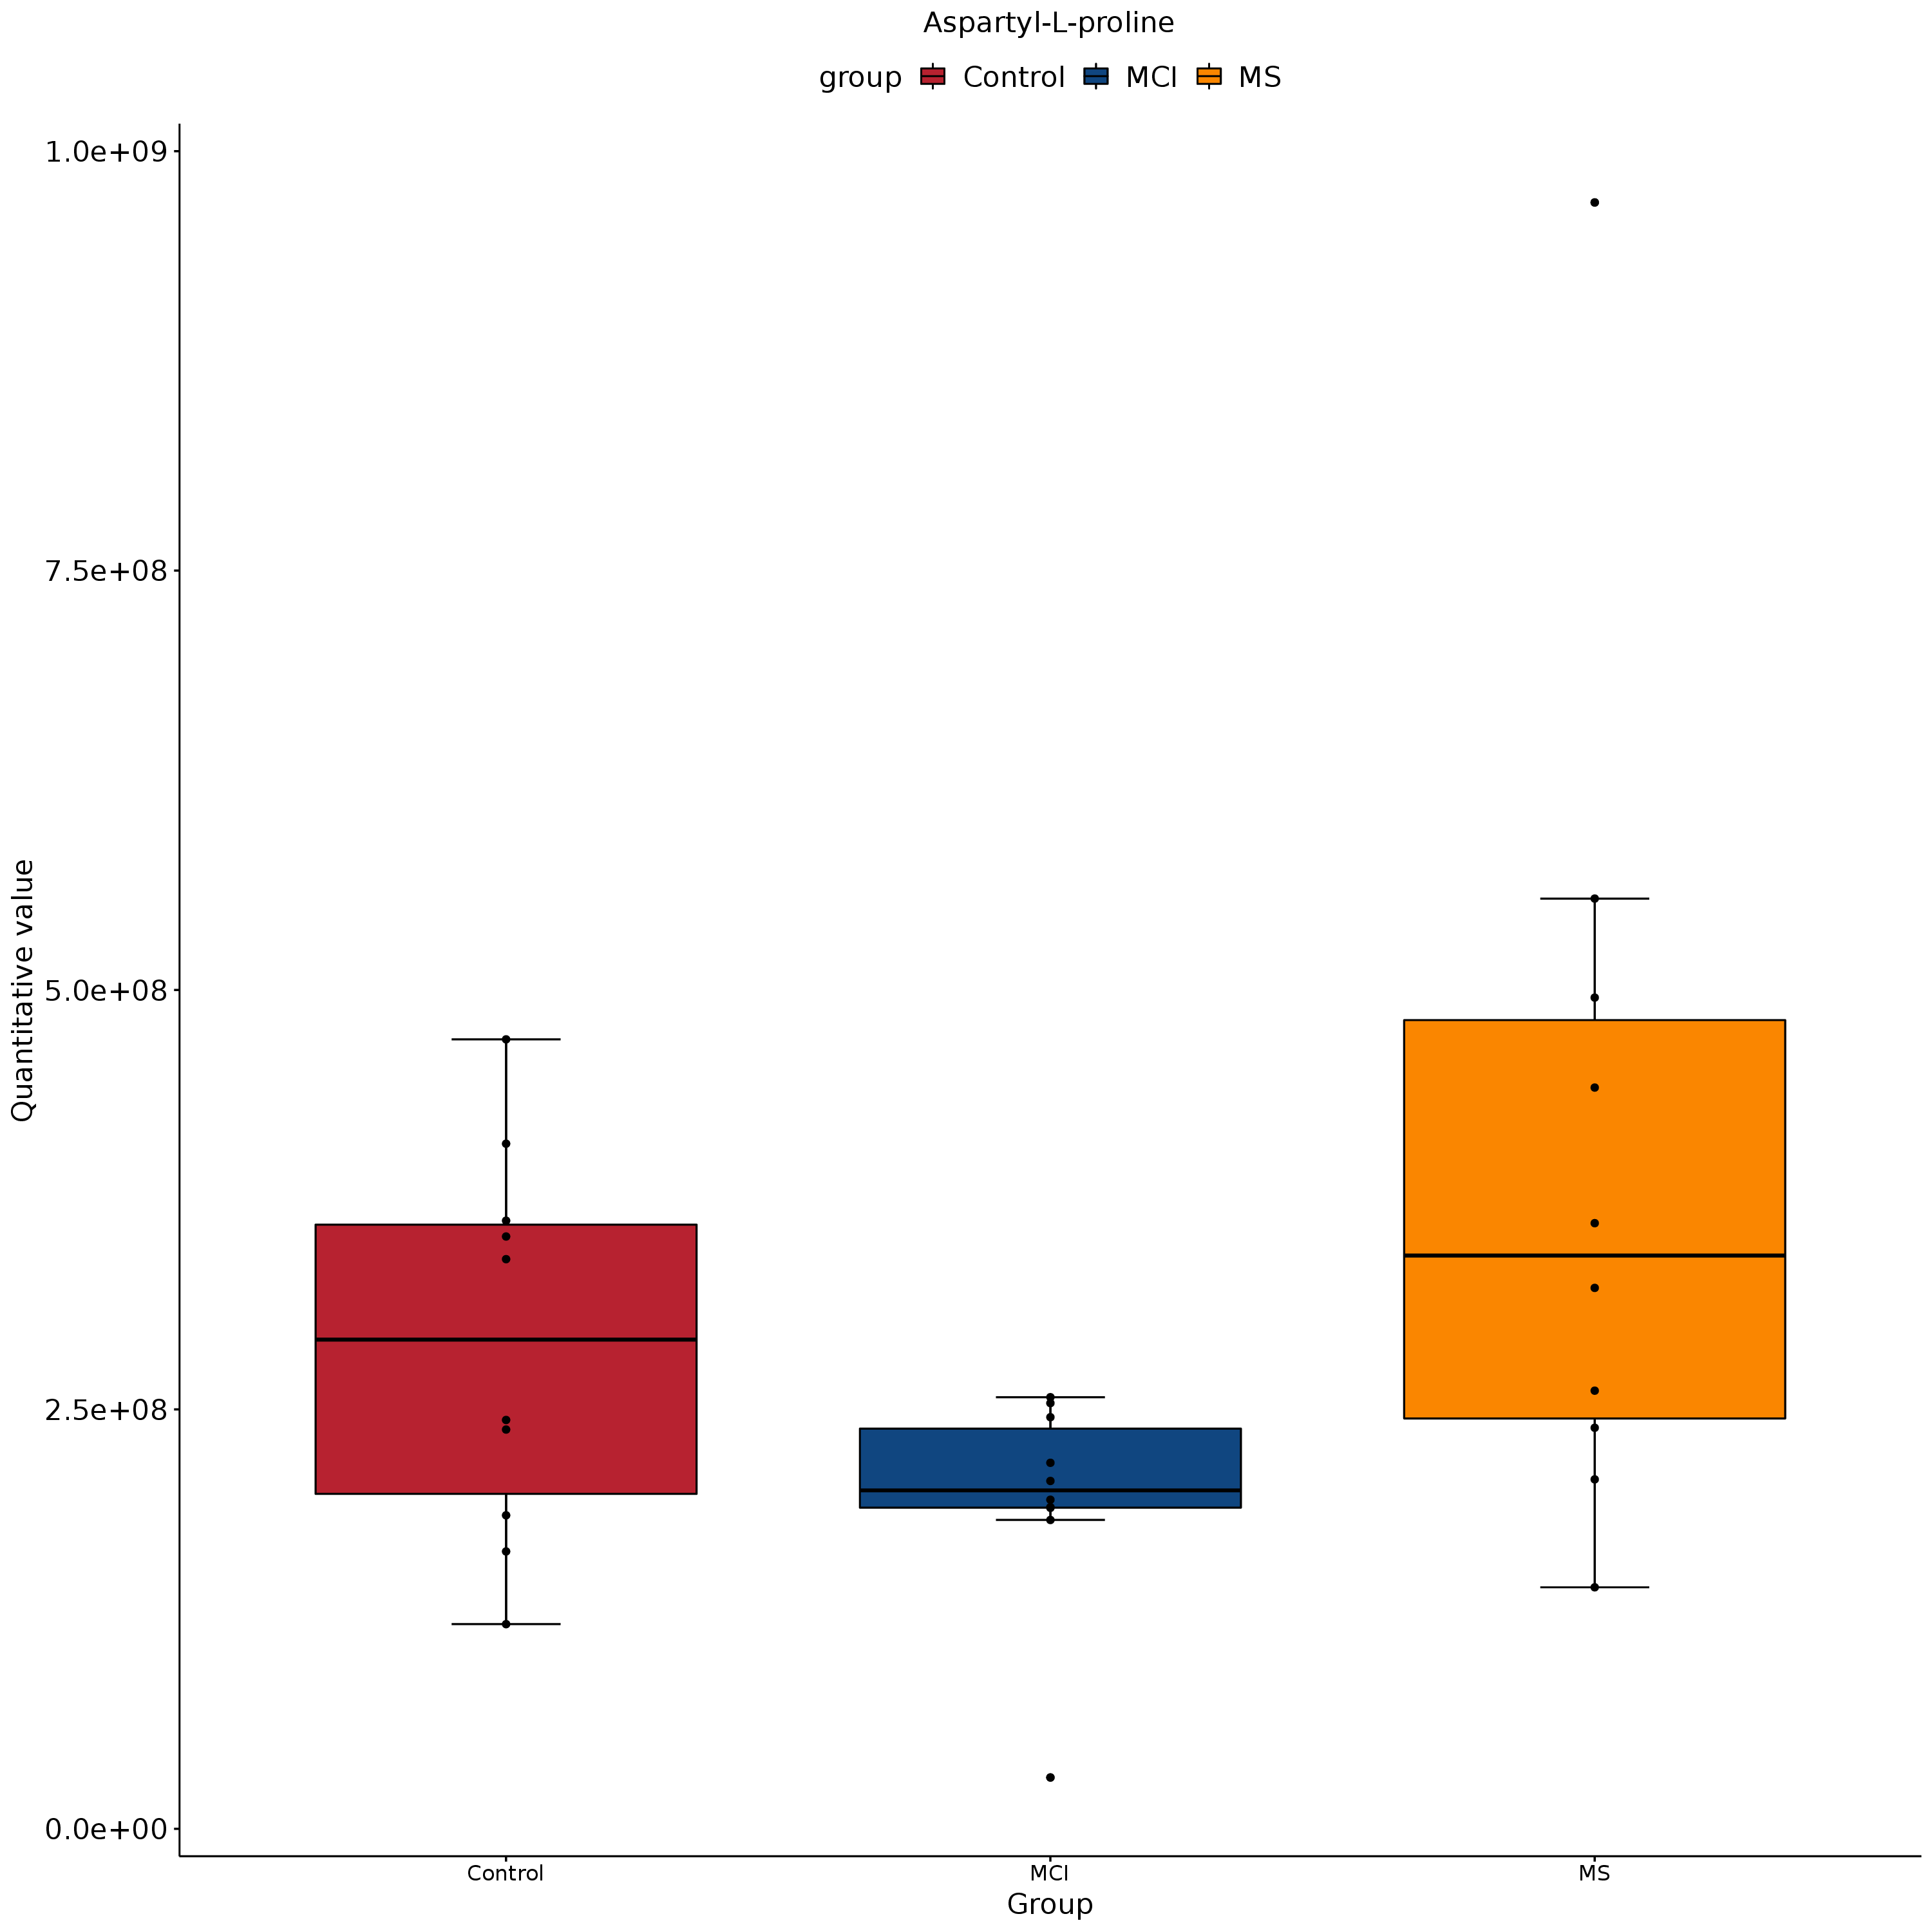 Aspartyl-L-proline
group Control MCI MS
1.0e+09
7.5e+08
5.0e+08
2.5e+08
0.0e+00
Quantitative value
Control MCI MS
Group